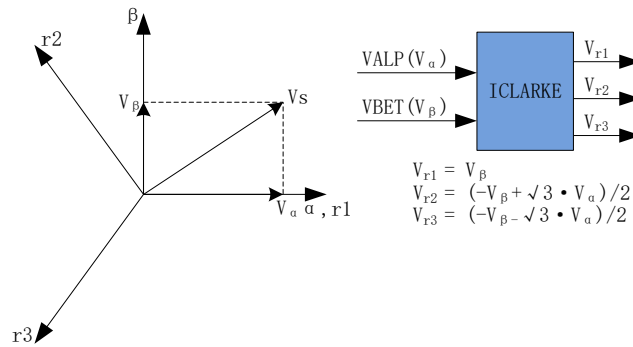 β
r2
Vβ
Vs
Vα α,r1
r3
VALP(Vα)
VBET(Vβ)
ICLARKE
Vr1
Vr2
Vr3
Vr1 = Vβ
Vr2 = (-Vβ+√3·Vα)/2
Vr3 = (-Vβ-√3·Vα)/2